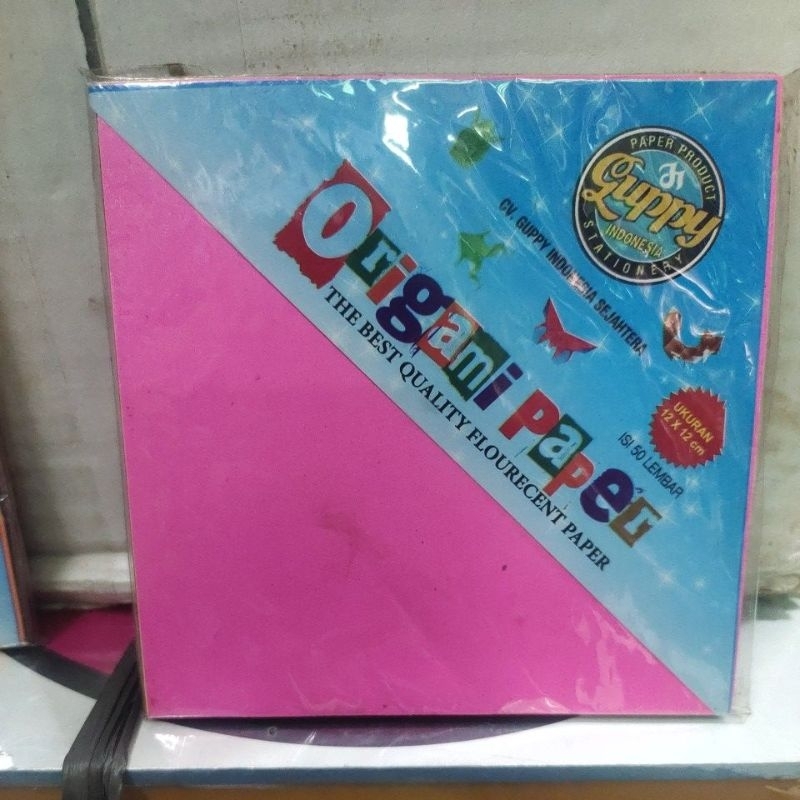 PAPER PRODUCT
Guppy
INDONESIA
STATIONERY
CV. GUPPY INDONESIA SEJAHTERA
Origami Paper
THE BEST QUALITY FLOURECENT PAPER
UKURAN
12 X 12 cm
ISI 50 LEMBAR